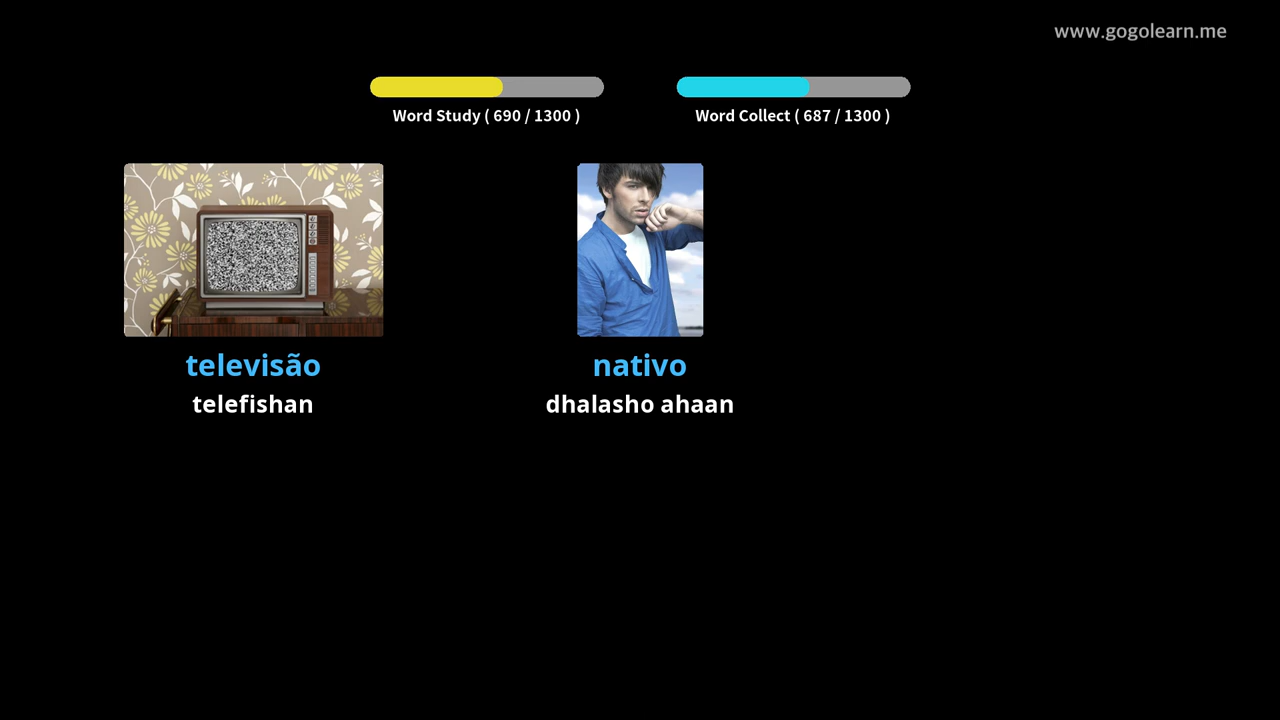 www.gogolearn.me
Word Study ( 690 / 1300 )
Word Collect ( 687 / 1300 )
televisão
telefishan
nativo
dhalasho ahaan